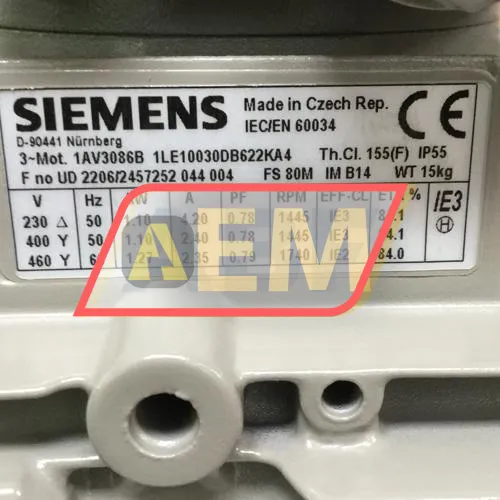 SIEMENS
Made in Czech Rep.
IEC/EN 60034
D-90441 Nürnberg
3~Mot. 1AV3086B 1LE10030DB622KA4 Th.Cl. 155(F) IP55
F no UD 2206/2457252 044 004 FS 80M IM B14 WT 15kg
V Hz A PF RPM EFF-CL IE3
230 Δ 50 1.10 4.20 0.78 1445 IE3
400 Y 50 1.10 2.40 0.78 1445 IE3
460 Y 1.27 2.35 0.79 1740 IE2 84.0
AEM